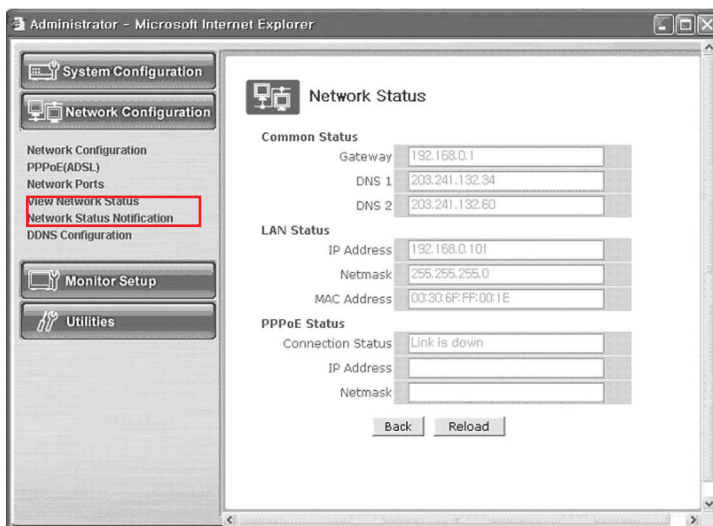 Administrator - Microsoft Internet Explorer
System Configuration
Network Configuration
Network Configuration
PPPoE(ADSL)
Network Ports
View Network Status
Network Status Notification
DDNS Configuration
Monitor Setup
Utilities
Network Status
Common Status
Gateway 192.168.0.1
DNS 1 203.241.132.34
DNS 2 203.241.132.60
LAN Status
IP Address 192.168.0.101
Netmask 255.255.255.0
MAC Address 00:30:6F:FF:00:1E
PPPoE Status
Connection Status Link is down
IP Address
Netmask
Back Reload